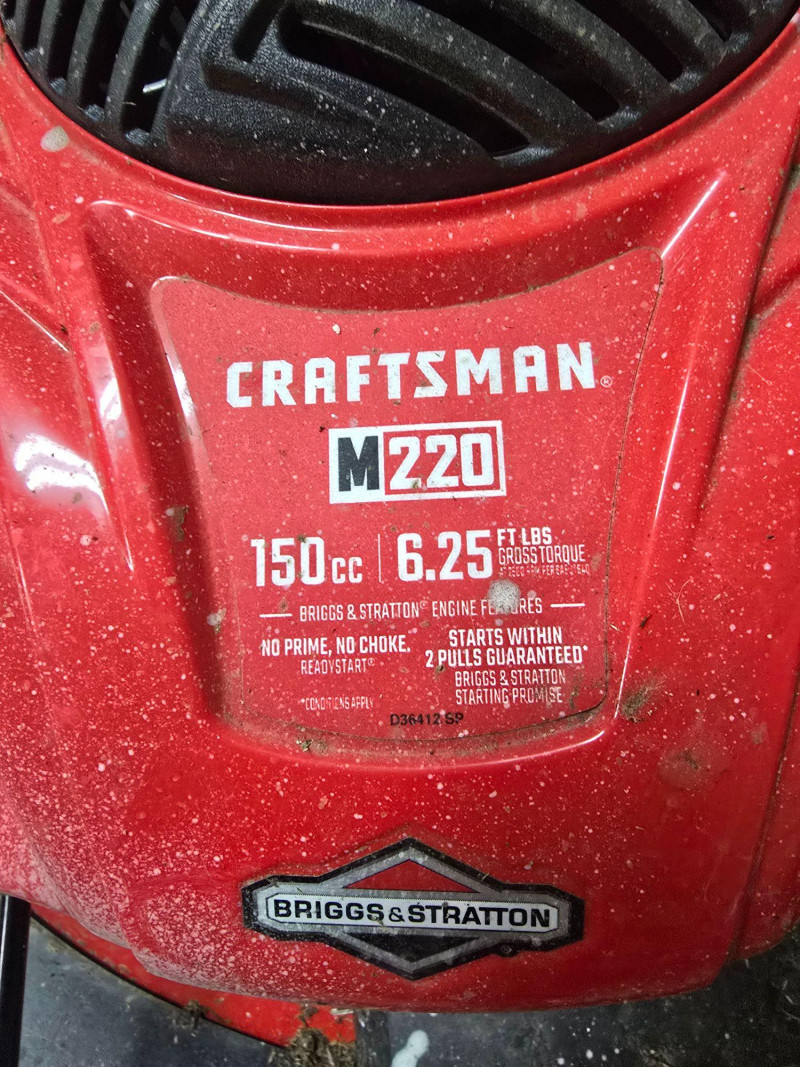 CRAFTSMAN®
M220
150cc | 6.25 FT LBS
GROSS TORQUE
BRIGGS & STRATTON® ENGINE FEATURES
NO PRIME, NO CHOKE.
READYSTART®
STARTS WITHIN
2 PULLS GUARANTEED*
BRIGGS & STRATTON
STARTING PROMISE
*CONDITIONS APPLY
D36412 SP
BRIGGS&STRATTON®